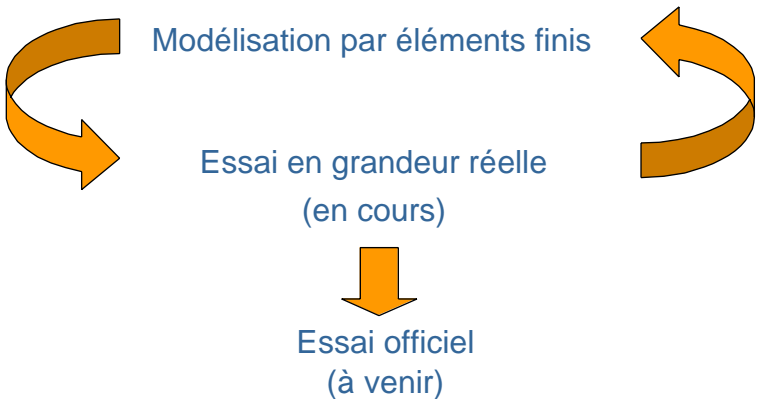 Modélisation par éléments finis
Essai en grandeur réelle
(en cours)
Essai officiel
(à venir)